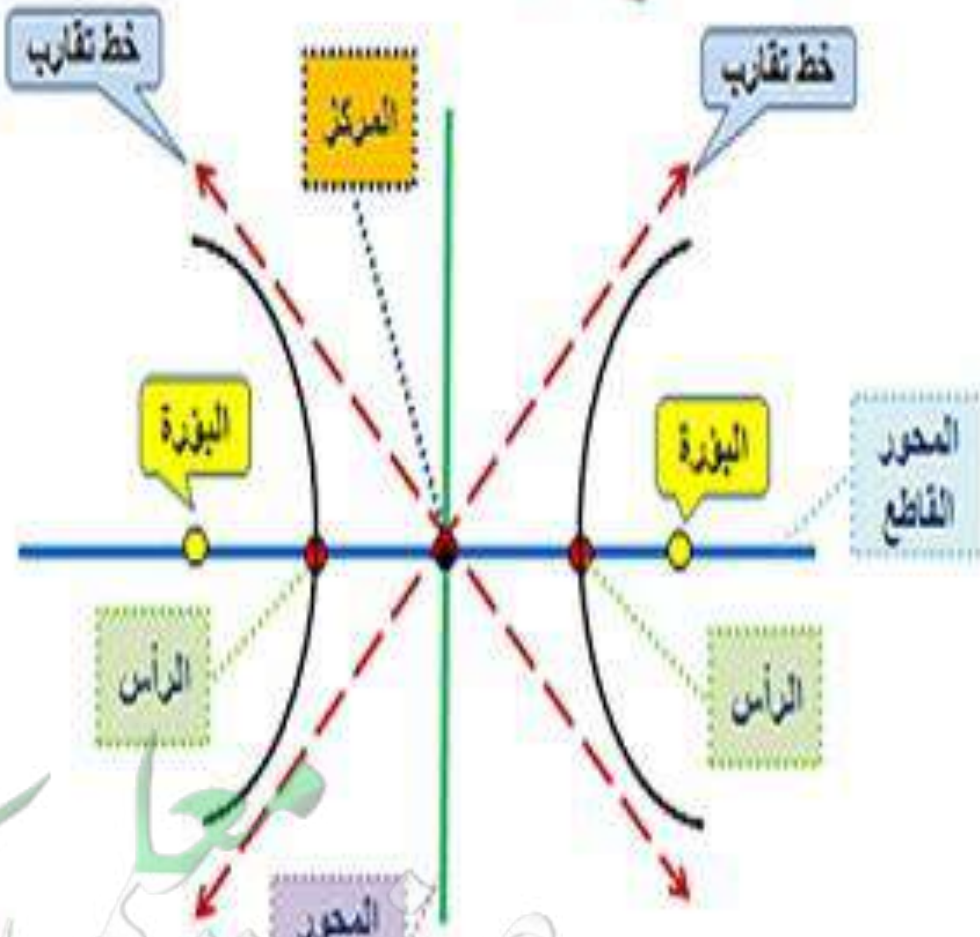 خط تقارب
خط تقارب
المركز
البؤرة
البؤرة
المحور
القاطع
الرأس
الرأس
المحور